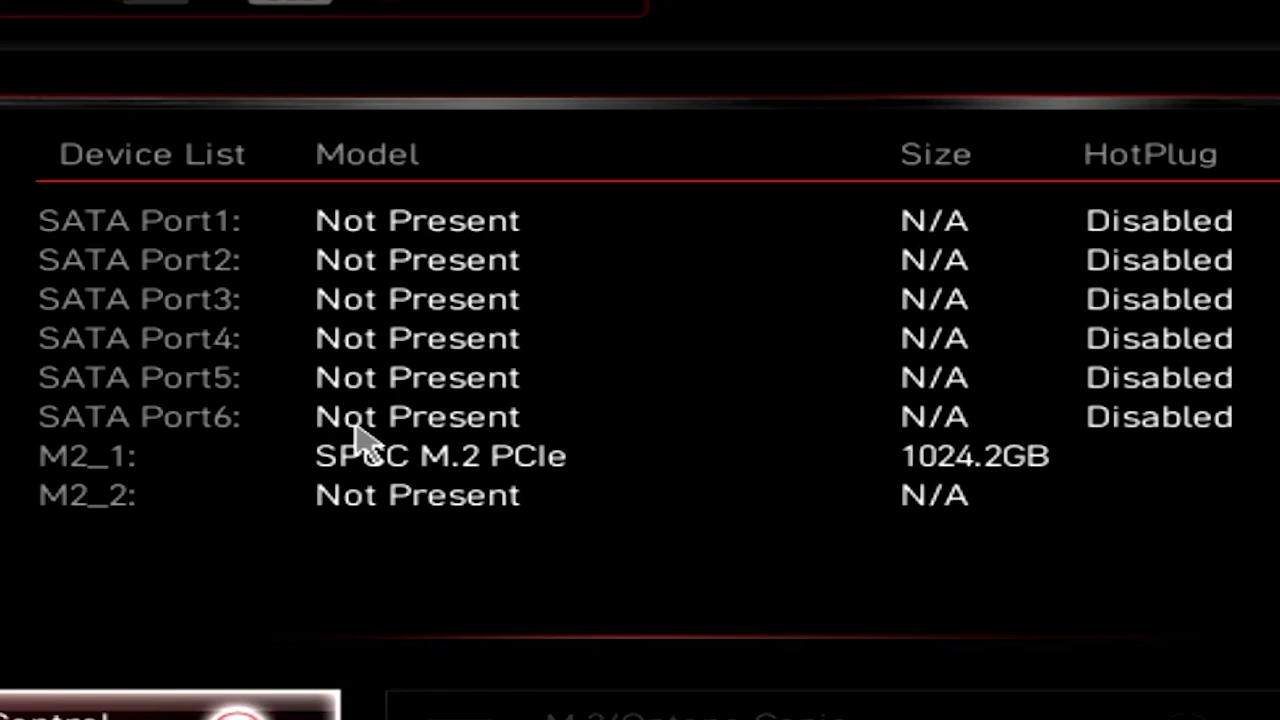 Device List Model Size HotPlug
SATA Port1: Not Present N/A Disabled
SATA Port2: Not Present N/A Disabled
SATA Port3: Not Present N/A Disabled
SATA Port4: Not Present N/A Disabled
SATA Port5: Not Present N/A Disabled
SATA Port6: Not Present N/A Disabled
M2_1: SPCC M.2 PCIe 1024.2GB
M2_2: Not Present N/A